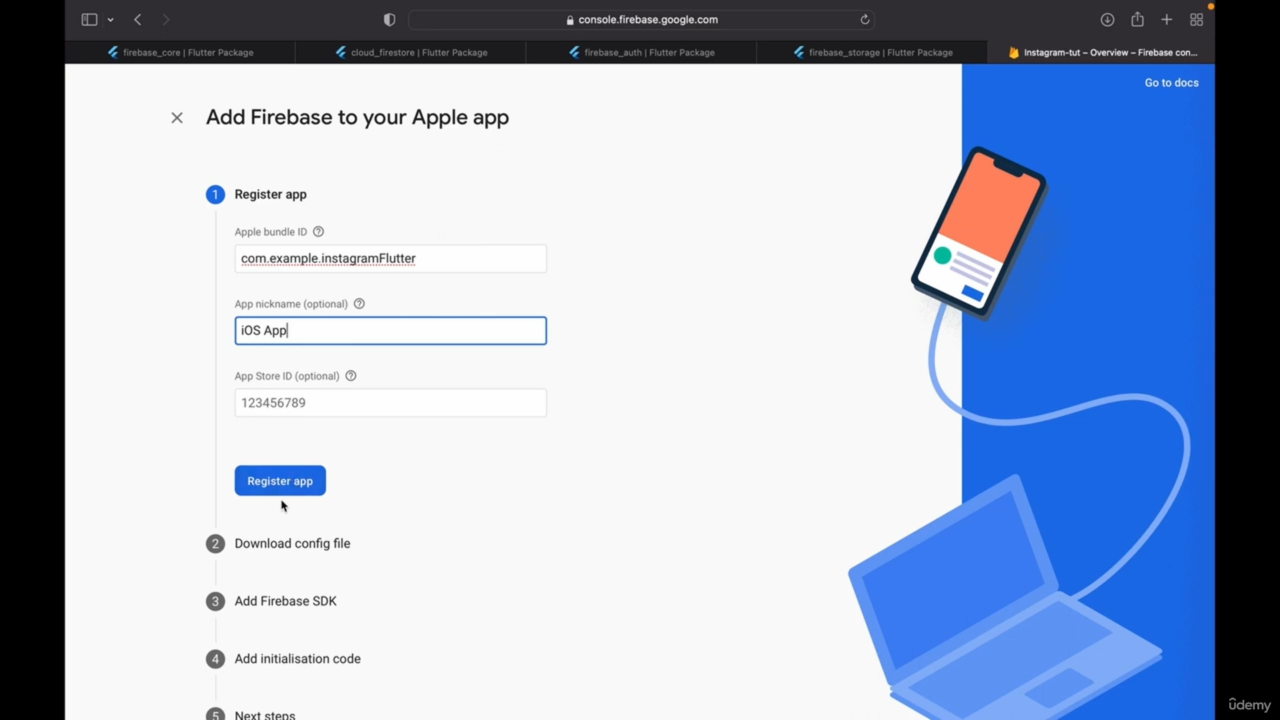 console.firebase.google.com
firebase_core | Flutter Package
cloud_firestore | Flutter Package
firebase_auth | Flutter Package
firebase_storage | Flutter Package
Instagram-tut – Overview – Firebase con...
Go to docs
Add Firebase to your Apple app
1 Register app
Apple bundle ID
com.example.instagramFlutter
App nickname (optional)
iOS App
App Store ID (optional)
123456789
Register app
2 Download config file
3 Add Firebase SDK
4 Add initialisation code
5 Next steps
ûdemy